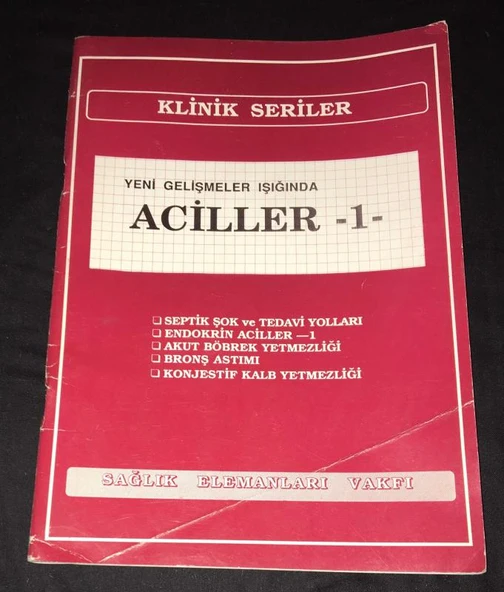 KLİNİK SERİLER
YENİ GELİŞMELER IŞIĞINDA
ACİLLER -1-
❑ SEPTİK ŞOK ve TEDAVİ YOLLARI
❑ ENDOKRİN ACİLLER —1
❑ AKUT BÖBREK YETMEZLİĞİ
❑ BRONŞ ASTIMI
❑ KONJESTİF KALB YETMEZLİĞİ
SAĞLIK ELEMANLARI VAKFI